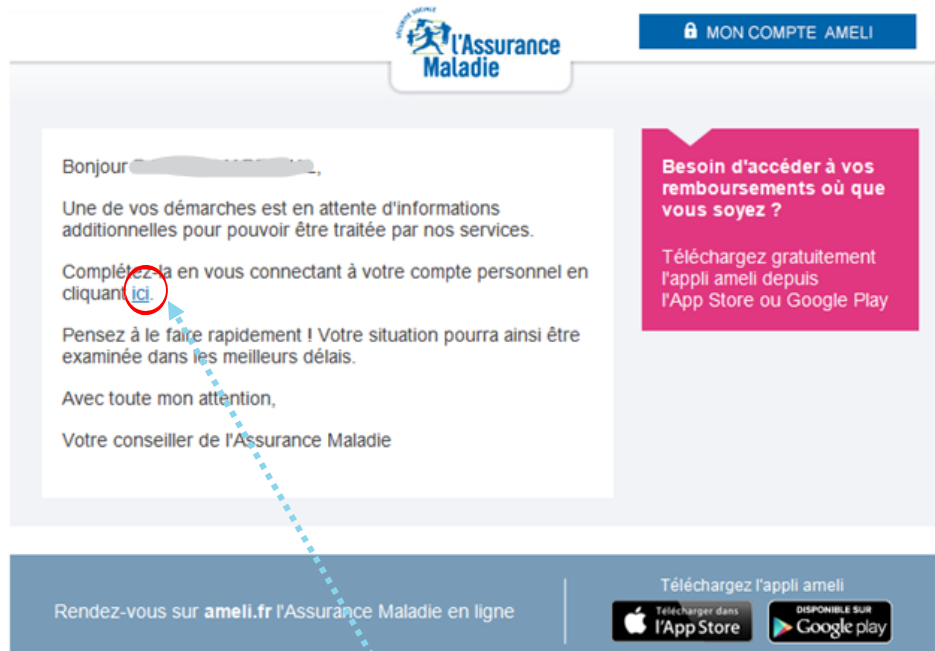 SÉCURITÉ SOCIALE
l'Assurance
Maladie
MON COMPTE AMELI
Bonjour
Une de vos démarches est en attente d'informations
additionnelles pour pouvoir être traitée par nos services.
Complétez-la en vous connectant à votre compte personnel en
cliquant ici.
Pensez à le faire rapidement ! Votre situation pourra ainsi être
examinée dans les meilleurs délais.
Avec toute mon attention,
Votre conseiller de l'Assurance Maladie
Besoin d'accéder à vos
remboursements où que
vous soyez ?
Téléchargez gratuitement
l'appli ameli depuis
l'App Store ou Google Play
Rendez-vous sur ameli.fr l'Assurance Maladie en ligne
Téléchargez l'appli ameli
Télécharger dans
l'App Store
DISPONIBLE SUR
Google play